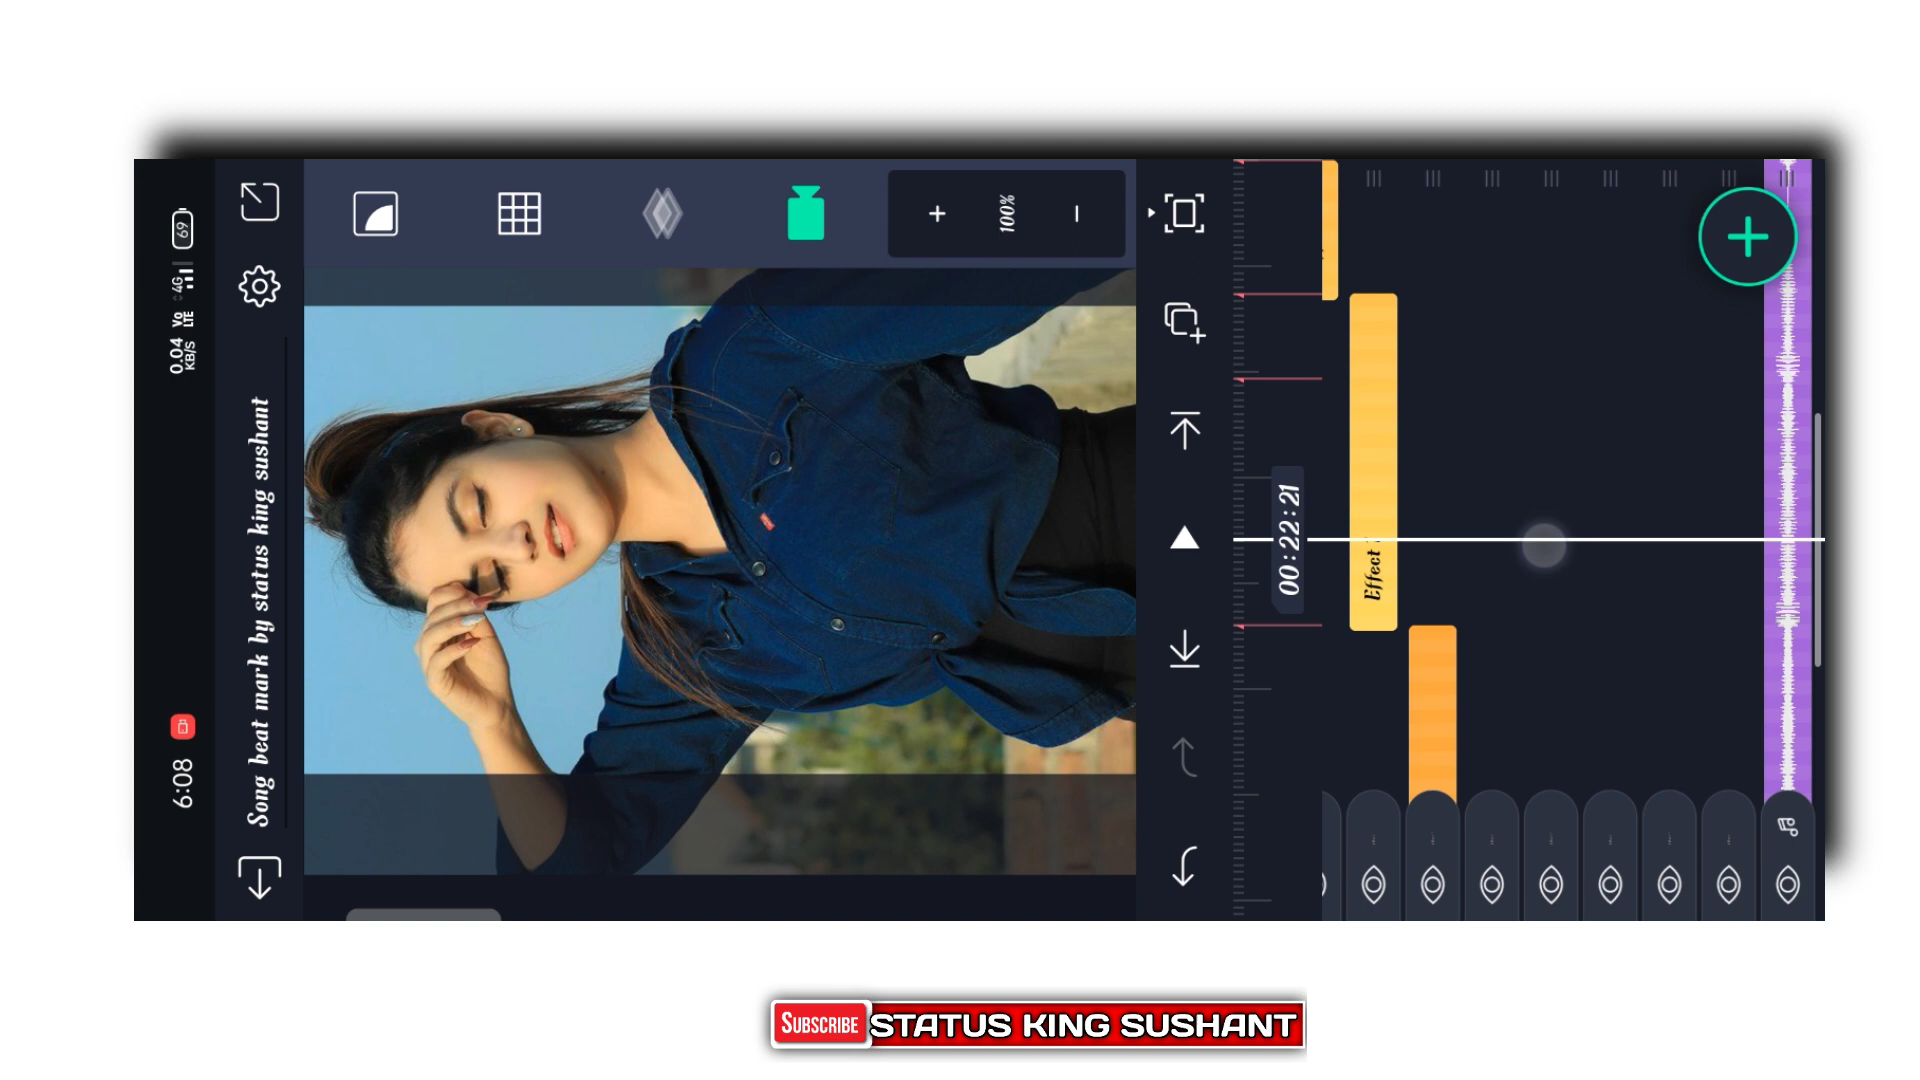 6:08
0.04 KB/S
Vo LTE
4G
69
Song beat mark by status king sushant
+
100%
−
00:22:21
Effect
SUBSCRIBE
STATUS KING SUSHANT